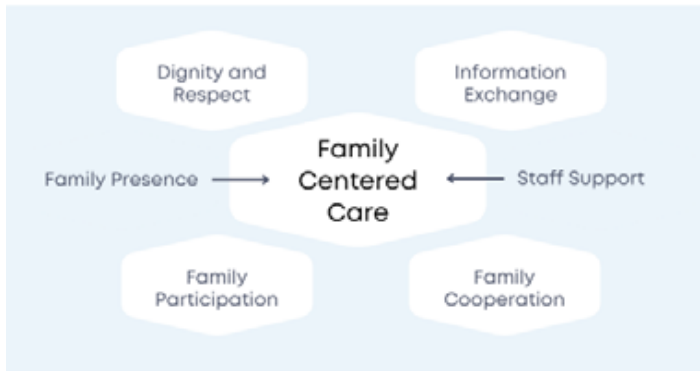 Dignity and
Respect
Information
Exchange
Family
Centered
Care
Family Presence
Staff Support
Family
Participation
Family
Cooperation